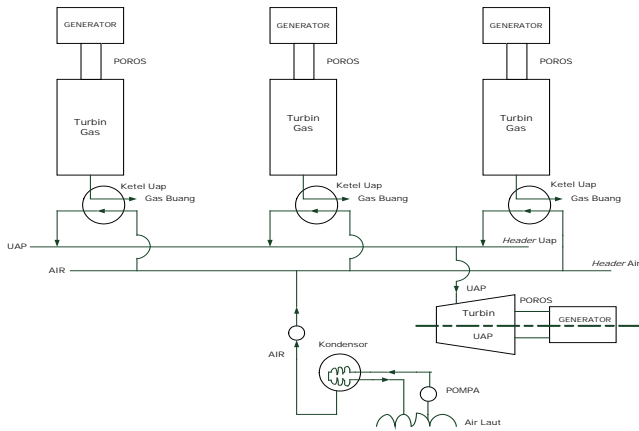 GENERATOR
GENERATOR
GENERATOR
POROS
POROS
POROS
Turbin
Gas
Turbin
Gas
Turbin
Gas
Ketel Uap
Gas Buang
Ketel Uap
Gas Buang
Ketel Uap
Gas Buang
UAP
Header Uap
AIR
Header Air
UAP
POROS
Turbin
GENERATOR
UAP
AIR
Kondensor
POMPA
Air Laut